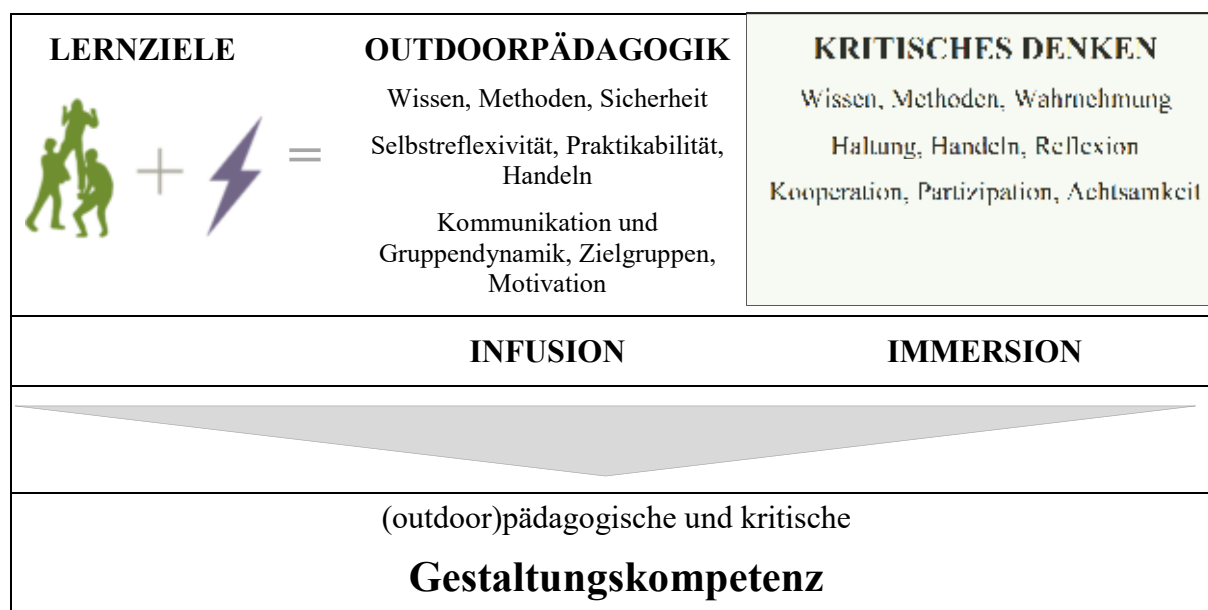 LERNZIELE
OUTDOORPÄDAGOGIK
Wissen, Methoden, Sicherheit
Selbstreflexivität, Praktikabilität,
Handeln
Kommunikation und
Gruppendynamik, Zielgruppen,
Motivation
KRITISCHES DENKEN
Wissen, Methoden, Wahrnehmung
Haltung, Handeln, Reflexion
Kooperation, Partizipation, Achtsamkeit
INFUSION
IMMERSION
(outdoor)pädagogische und kritische
Gestaltungskompetenz